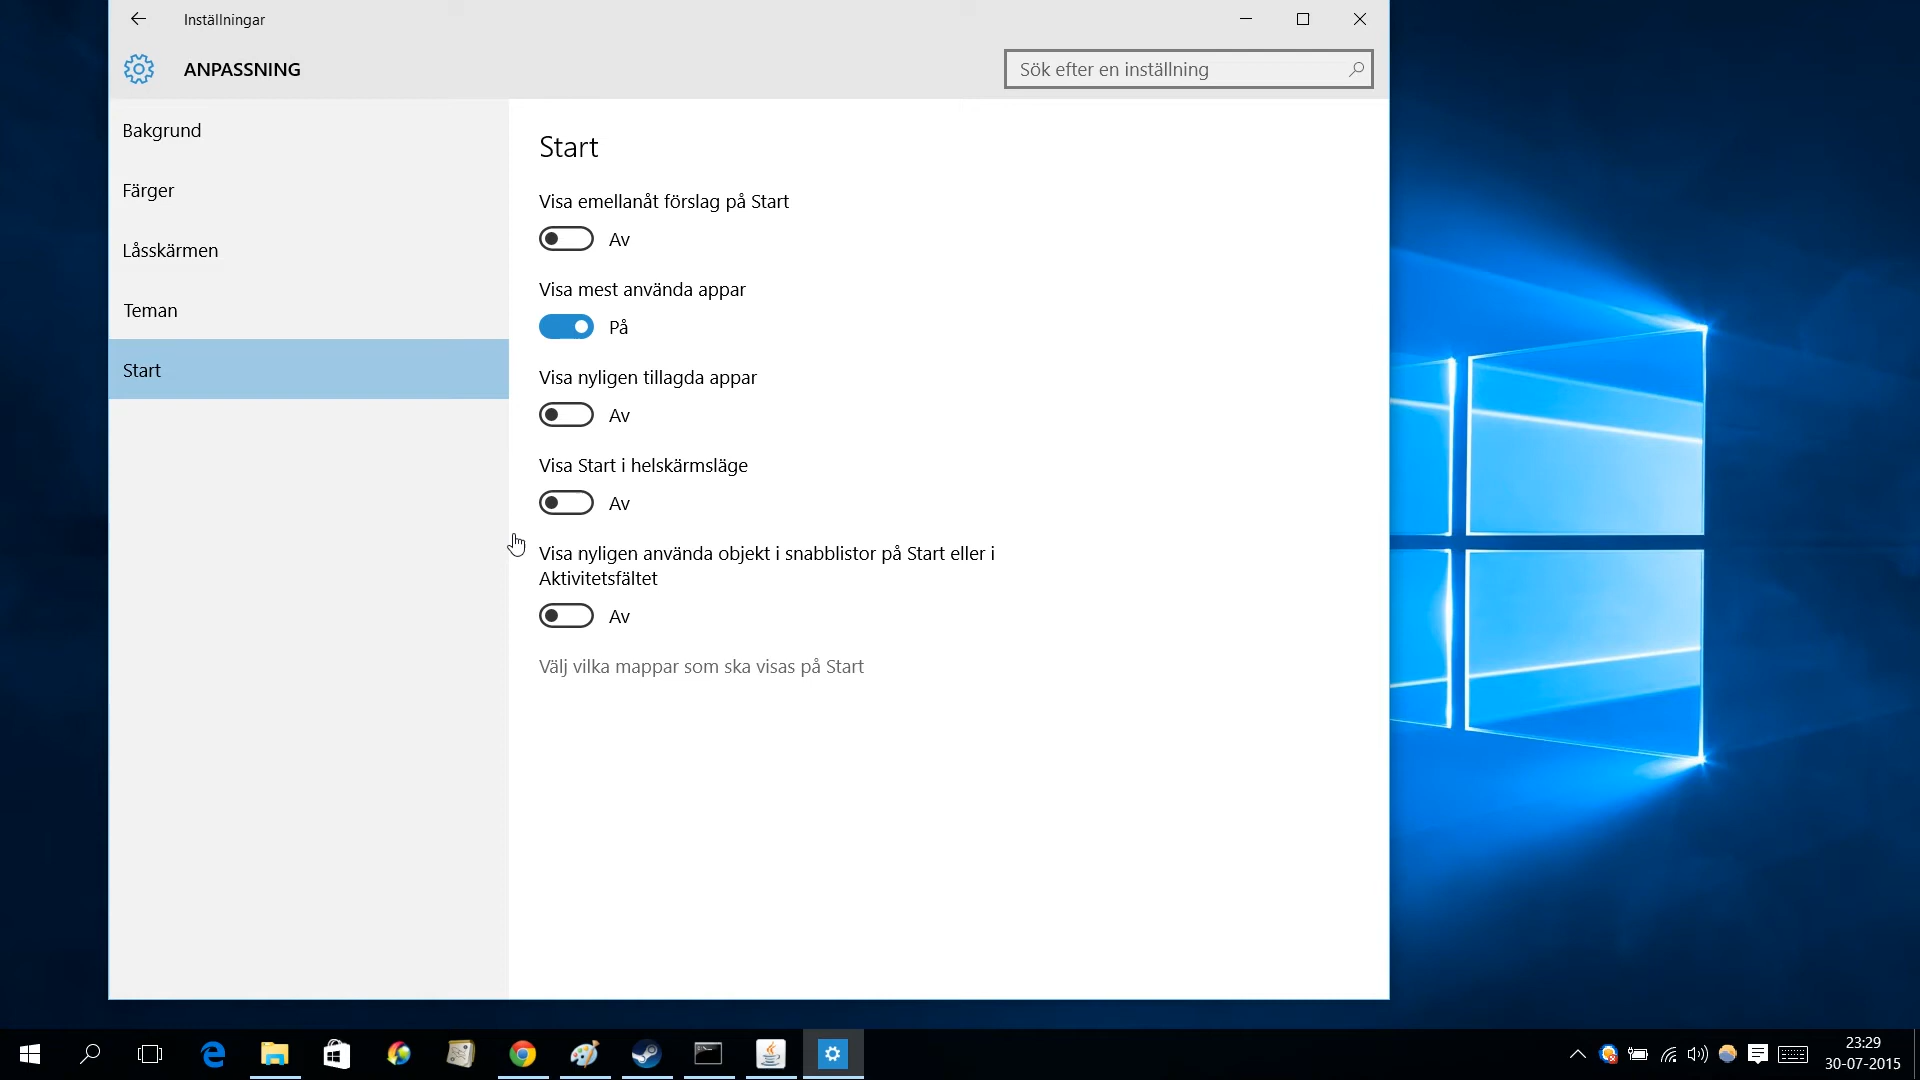 Inställningar
ANPASSNING
Sök efter en inställning
Bakgrund
Färger
Låsskärmen
Teman
Start
Start
Visa emellanåt förslag på Start
Av
Visa mest använda appar
På
Visa nyligen tillagda appar
Av
Visa Start i helskärmsläge
Av
Visa nyligen använda objekt i snabblistor på Start eller i
Aktivitetsfältet
Av
Välj vilka mappar som ska visas på Start
23:29
30-07-2015